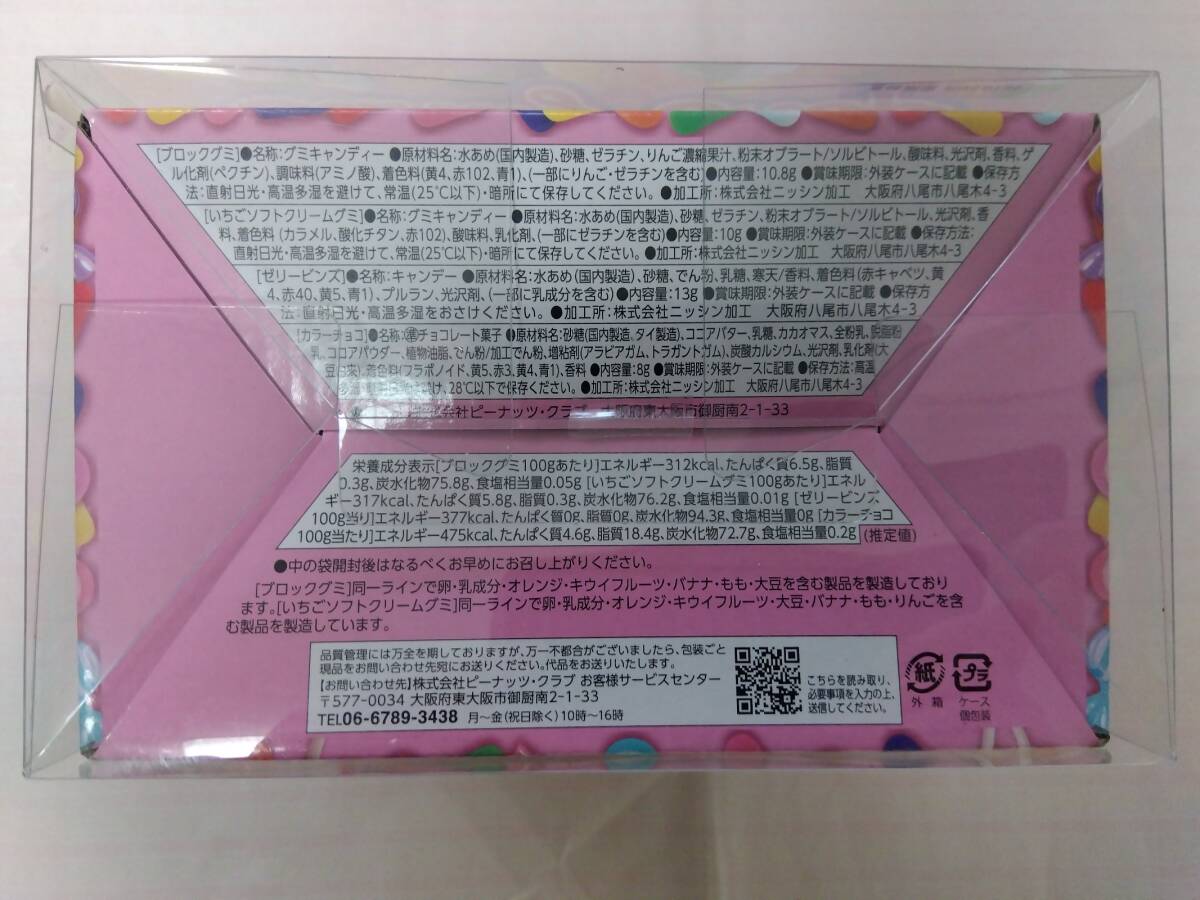 [ブロックグミ]●名称:グミキャンディー ●原材料名:水あめ(国内製造)、砂糖、ゼラチン、りんご濃縮果汁、粉末オブラート/ソルビトール、酸味料、光沢剤、香料、ゲ
ル化剤(ペクチン)、調味料(アミノ酸)、着色料(黄4、赤102、青1)、(一部にりんご・ゼラチンを含む)●内容量:10.8g ●賞味期限:外装ケースに記載 ●保存方
法:直射日光・高温多湿を避けて、常温(25℃以下)・暗所にて保存してください。●加工所:株式会社ニッシン加工 大阪府八尾市八尾木4-3
[いちごソフトクリームグミ]●名称:グミキャンディー ●原材料名:水あめ(国内製造)、砂糖、ゼラチン、粉末オブラート/ソルビトール、光沢剤、香
料、着色料(カラメル、酸化チタン、赤102)、酸味料、乳化剤、(一部にゼラチンを含む)●内容量:10g ●賞味期限:外装ケースに記載 ●保存方法:
直射日光・高温多湿を避けて、常温(25℃以下)・暗所にて保存してください。●加工所:株式会社ニッシン加工 大阪府八尾市八尾木4-3
[ゼリービンズ]●名称:キャンデー ●原材料名:水あめ(国内製造)、砂糖、でん粉、乳糖、寒天/香料、着色料(赤キャベツ、黄
4、赤40、黄5、青1)、プルラン、光沢剤、(一部に乳成分を含む)●内容量:13g ●賞味期限:外装ケースに記載 ●保存方
法:直射日光・高温多湿をおさけください。●加工所:株式会社ニッシン加工 大阪府八尾市八尾木4-3
[カラーチョコ]●名称:準チョコレート菓子 ●原材料名:砂糖(国内製造、タイ製造)、ココアバター、乳糖、カカオマス、全粉乳、脱脂粉
乳、ココアパウダー、植物油脂、でん粉/加工でん粉、増粘剤(アラビアガム、トラガントガム)、炭酸カルシウム、光沢剤、乳化剤(大
豆由来)、着色料(フラボノイド、黄5、赤3、黄4、青1)、香料 ●内容量:8g ●賞味期限:外装ケースに記載 ●保存方法:高温
け、28℃以下で保存ください。●加工所:株式会社ニッシン加工 大阪府八尾市八尾木4-3
会社ピーナッツ・クラブ 大阪府東大阪市御厨南2-1-33
栄養成分表示[ブロックグミ100gあたり]エネルギー312kcal、たんぱく質6.5g、脂質
0.3g、炭水化物75.8g、食塩相当量0.05g [いちごソフトクリームグミ100gあたり]エネル
ギー317kcal、たんぱく質5.8g、脂質0.3g、炭水化物76.2g、食塩相当量0.01g [ゼリービンズ
100g当り]エネルギー377kcal、たんぱく質0g、脂質0g、炭水化物94.3g、食塩相当量0g [カラーチョコ
100g当たり]エネルギー475kcal、たんぱく質4.6g、脂質18.4g、炭水化物72.7g、食塩相当量0.2g (推定値)
●中の袋開封後はなるべくお早めにお召し上がりください。
[ブロックグミ]同一ラインで卵・乳成分・オレンジ・キウイフルーツ・バナナ・もも・大豆を含む製品を製造しており
ます。[いちごソフトクリームグミ]同一ラインで卵・乳成分・オレンジ・キウイフルーツ・大豆・バナナ・もも・りんごを含
む製品を製造しています。
品質管理には万全を期しておりますが、万一不都合がございましたら、包装ごと
現品をお問い合わせ先宛にお送りください。代品をお送りいたします。
【お問い合わせ先】株式会社ピーナッツ・クラブ お客様サービスセンター
〒577-0034 大阪府東大阪市御厨南2-1-33
TEL06-6789-3438 月〜金(祝日除く)10時〜16時
こちらを読み取り、
必要事項を入力の上、
送信してください。
紙
外箱
プラ
ケース
個包装